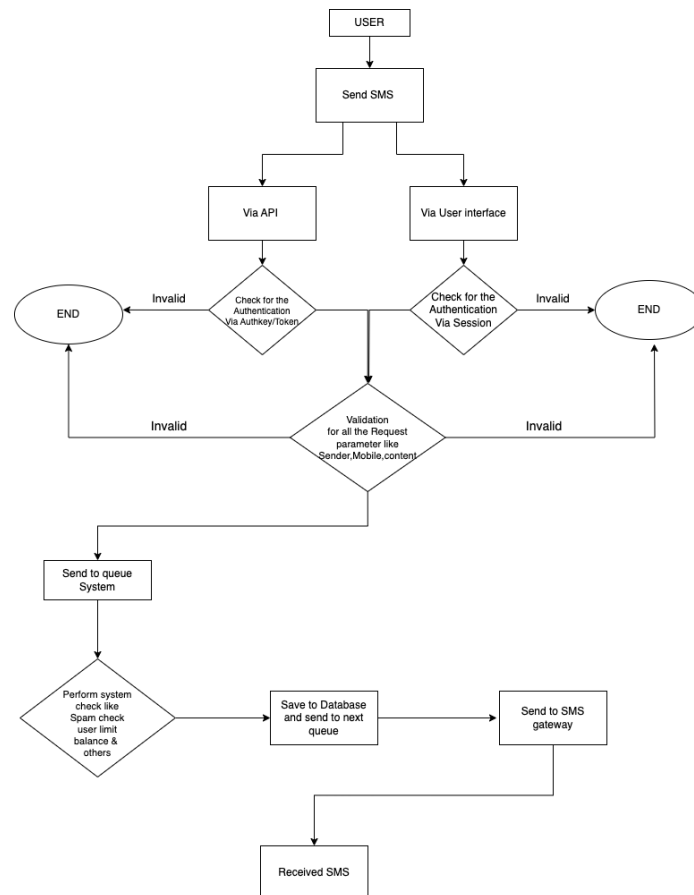 USER
Send SMS
Via API
Via User interface
Invalid
Check for the
Authentication
Via Authkey/Token
Check for the
Authentication
Via Session
Invalid
END
END
Validation
for all the Request
parameter like
Sender,Mobile,content
Invalid
Invalid
Send to queue
System
Perform system
check like
Spam check
user limit
balance &
others
Save to Database
and send to next
queue
Send to SMS
gateway
Received SMS